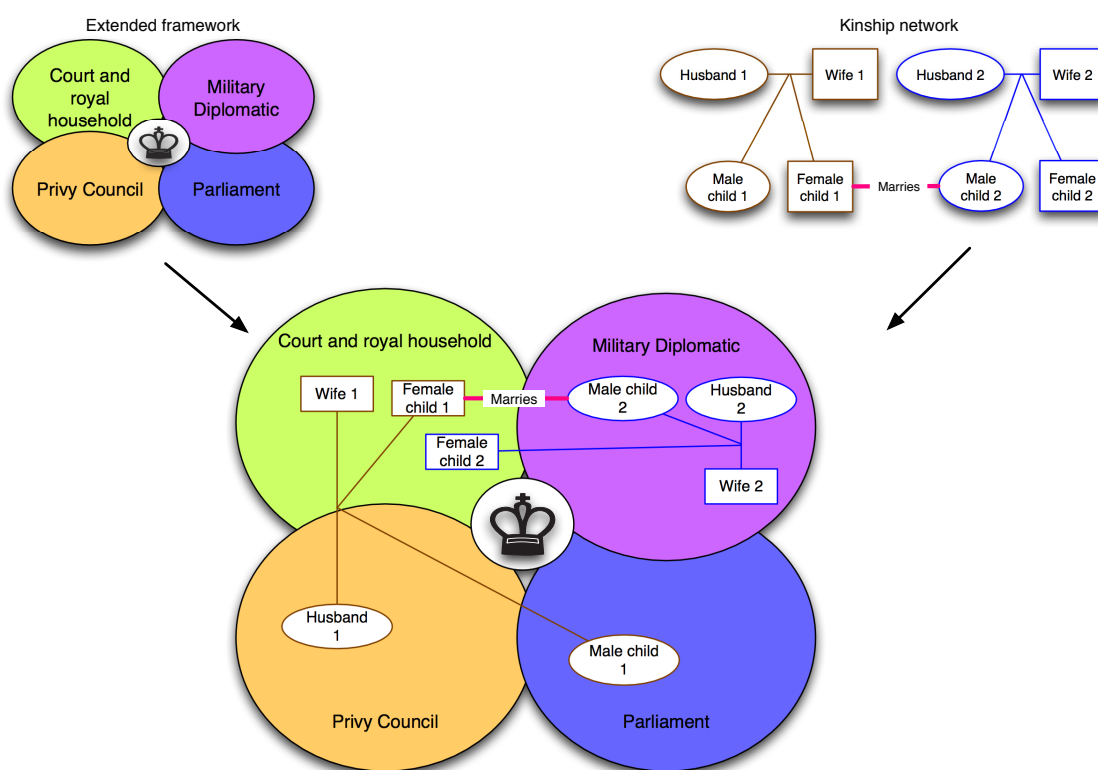 Extended framework
Court and
royal
household
Military
Diplomatic
Privy Council
Parliament
Kinship network
Husband 1
Wife 1
Husband 2
Wife 2
Male
child 1
Female
child 1
Marries
Male
child 2
Female
child 2
Court and royal household
Military Diplomatic
Wife 1
Female
child 1
Marries
Male child
2
Husband
2
Female
child 2
Wife 2
Husband
1
Male child
1
Privy Council
Parliament